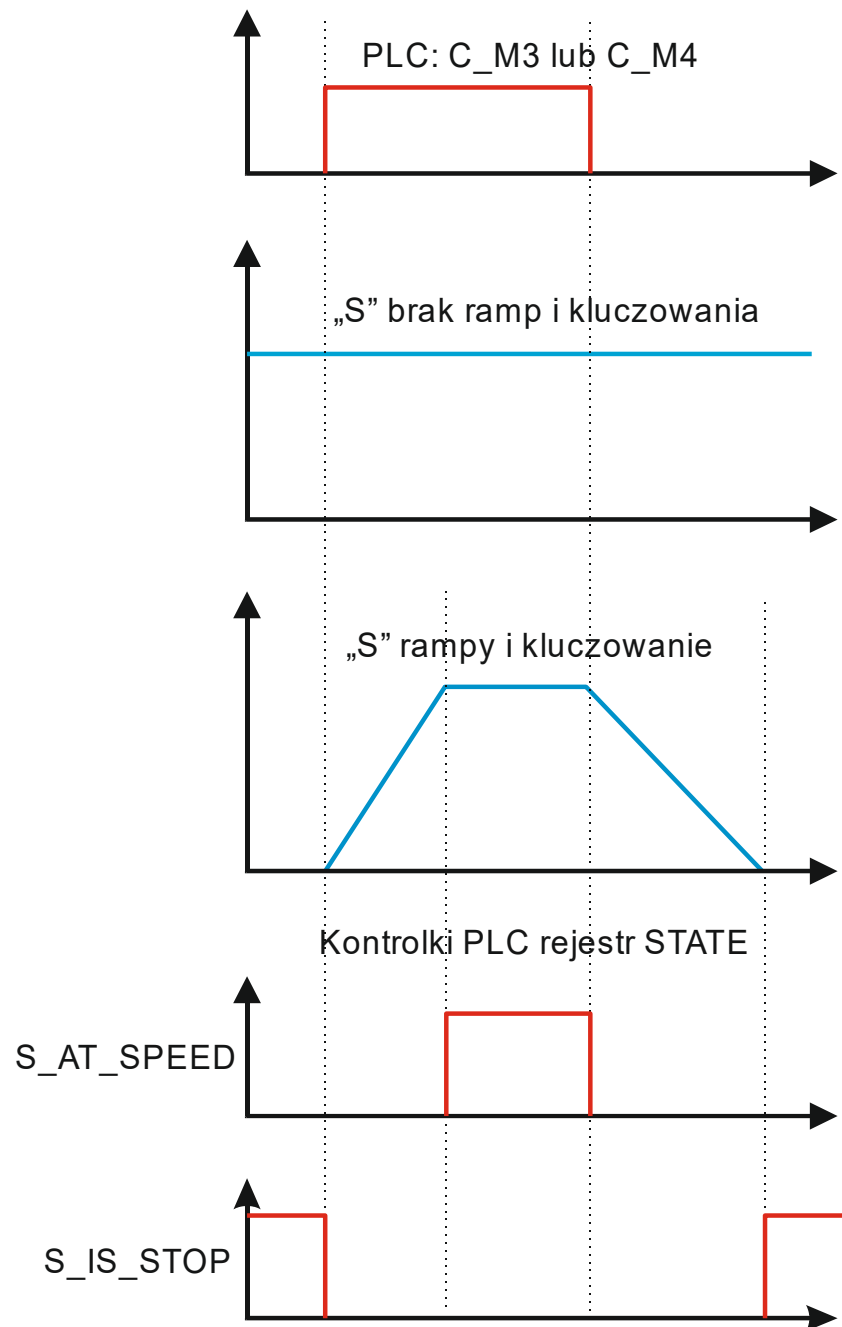 PLC: C_M3 lub C_M4
„S” brak ramp i kluczowania
„S” rampy i kluczowanie
Kontrolki PLC rejestr STATE
S_AT_SPEED
S_IS_STOP